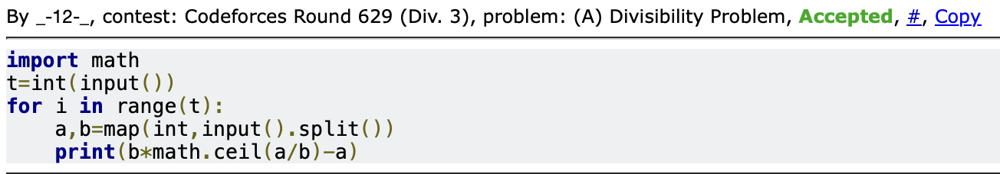 By _-12-_, contest: Codeforces Round 629 (Div. 3), problem: (A) Divisibility Problem, Accepted, #, Copy
import math
t=int(input())
for i in range(t):
    a,b=map(int,input().split())
    print(b*math.ceil(a/b)-a)